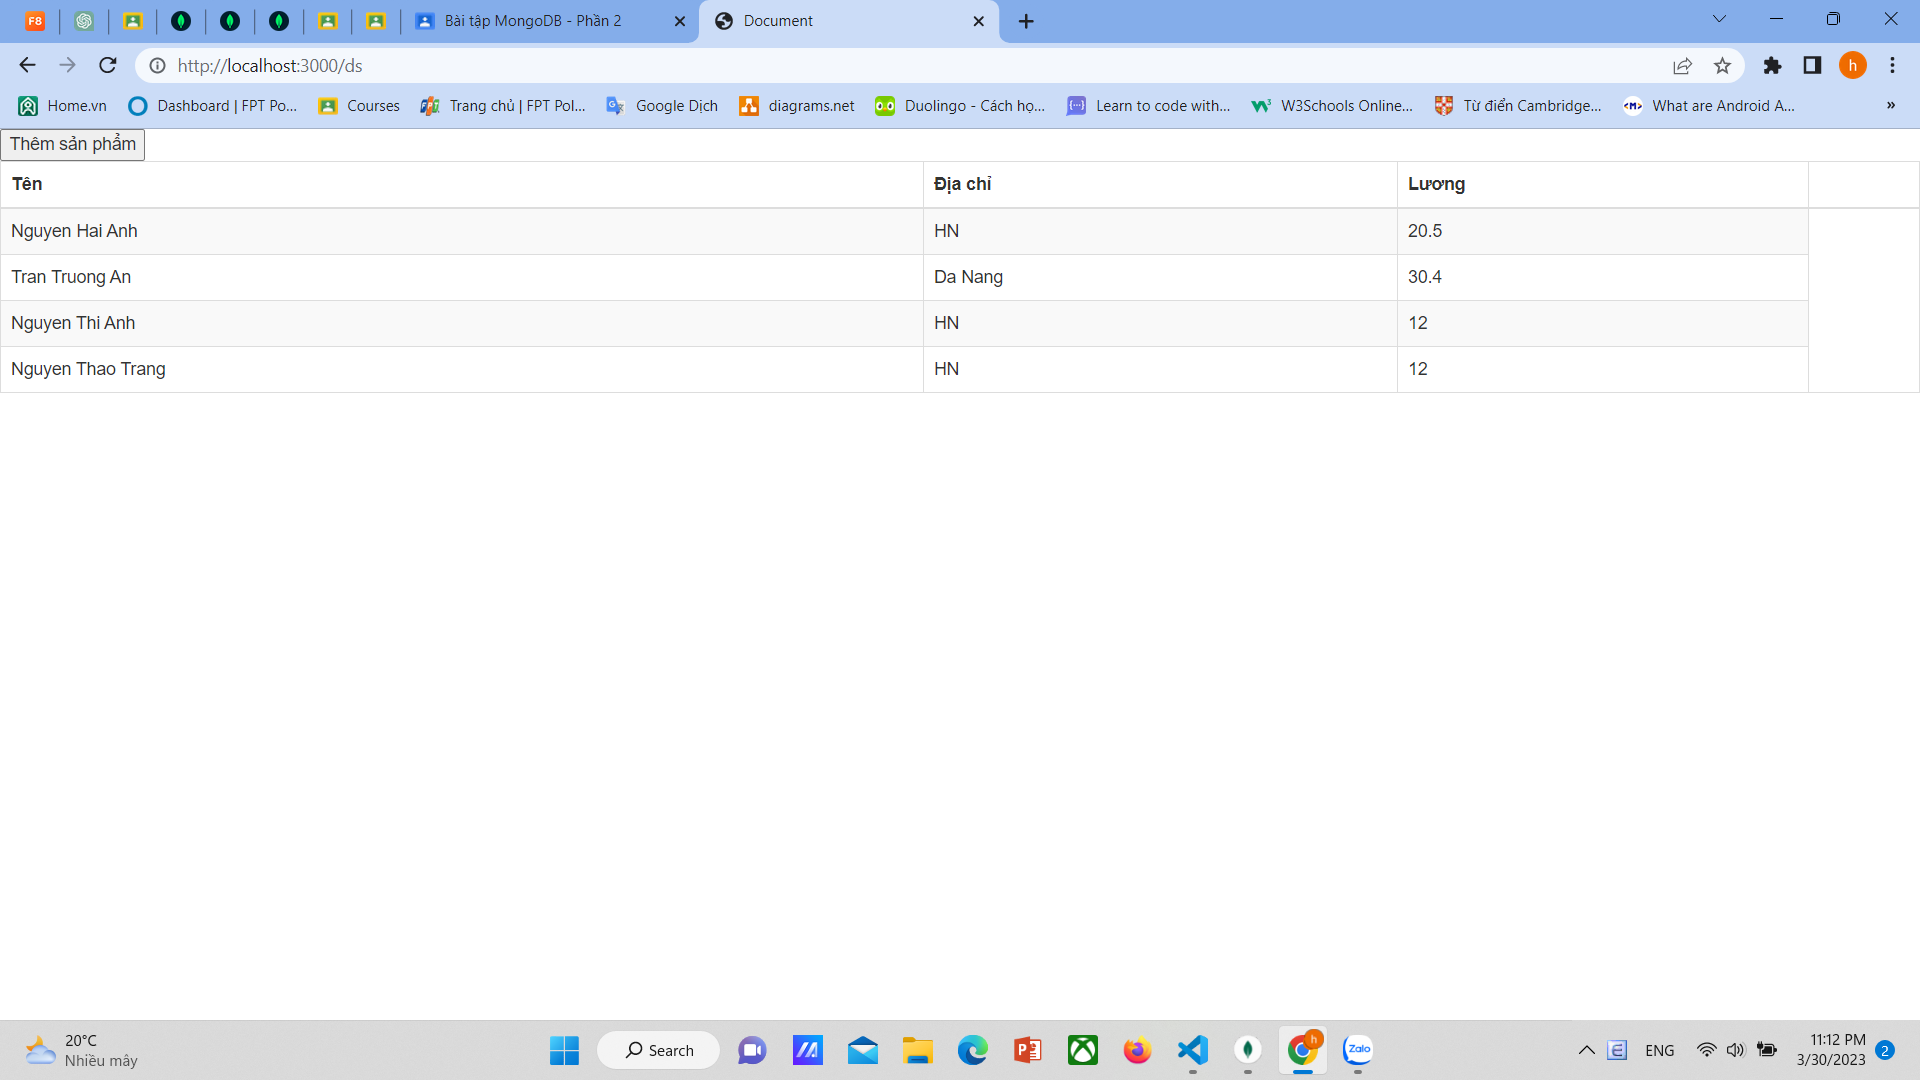 F8
Bài tập MongoDB - Phần 2
Document
http://localhost:3000/ds
h
Home.vn
Dashboard | FPT Po...
Courses
FPT
Trang chủ | FPT Pol...
Google Dịch
diagrams.net
Duolingo - Cách họ...
Learn to code with...
W3Schools Online...
Từ điển Cambridge...
What are Android A...
»
Thêm sản phẩm
Tên Địa chỉ Lương
Nguyen Hai Anh HN 20.5
Tran Truong An Da Nang 30.4
Nguyen Thi Anh HN 12
Nguyen Thao Trang HN 12
20°C
Nhiều mây
Search
h
Zalo
ENG
11:12 PM
3/30/2023
2